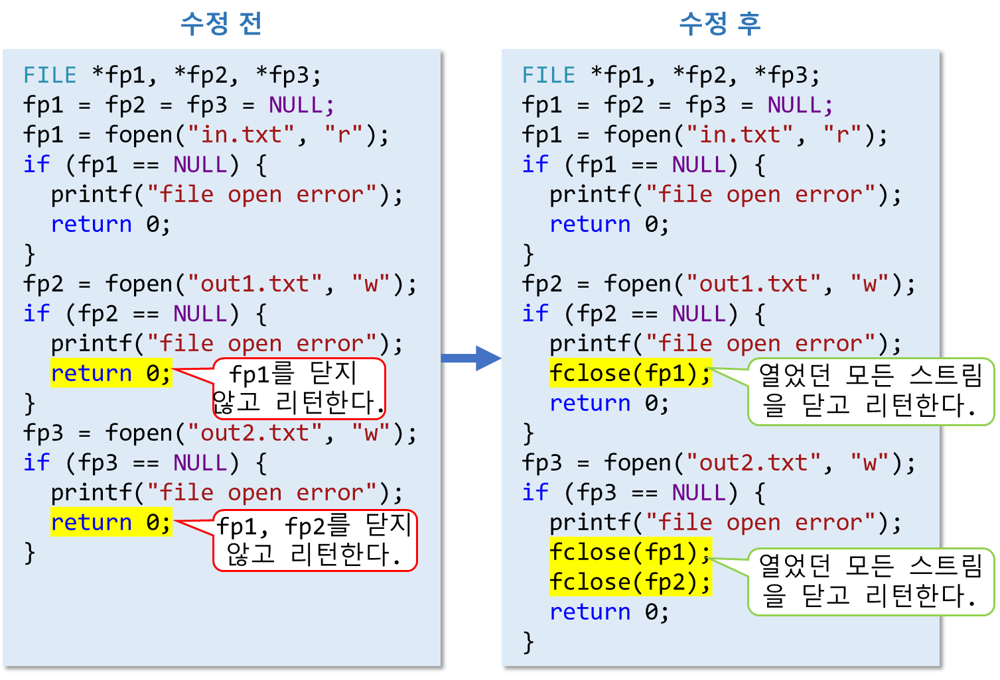 수정 전
FILE *fp1, *fp2, *fp3;
fp1 = fp2 = fp3 = NULL;
fp1 = fopen("in.txt", "r");
if (fp1 == NULL) {
  printf("file open error");
  return 0;
}
fp2 = fopen("out1.txt", "w");
if (fp2 == NULL) {
  printf("file open error");
  return 0;
fp1를 닫지
않고 리턴한다.
}
fp3 = fopen("out2.txt", "w");
if (fp3 == NULL) {
  printf("file open error");
  return 0;
fp1, fp2를 닫지
않고 리턴한다.
}
수정 후
FILE *fp1, *fp2, *fp3;
fp1 = fp2 = fp3 = NULL;
fp1 = fopen("in.txt", "r");
if (fp1 == NULL) {
  printf("file open error");
  return 0;
}
fp2 = fopen("out1.txt", "w");
if (fp2 == NULL) {
  printf("file open error");
  fclose(fp1);
열었던 모든 스트림
을 닫고 리턴한다.
  return 0;
}
fp3 = fopen("out2.txt", "w");
if (fp3 == NULL) {
  printf("file open error");
  fclose(fp1);
  fclose(fp2);
열었던 모든 스트림
을 닫고 리턴한다.
  return 0;
}